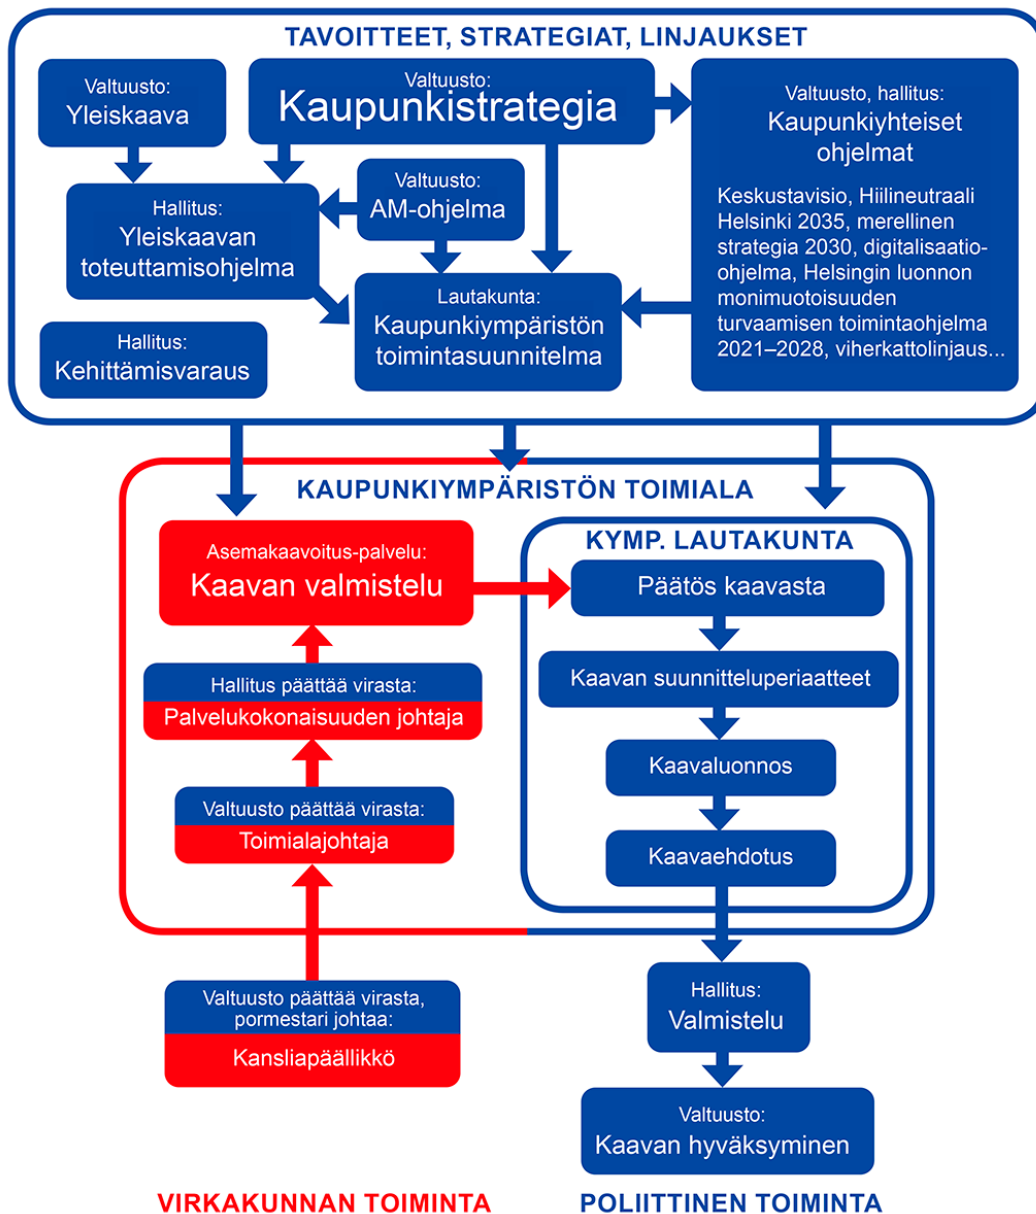 TAVOITTEET, STRATEGIAT, LINJAUKSET
Valtuusto:
Yleiskaava
Valtuusto:
Kaupunkistrategia
Valtuusto, hallitus:
Kaupunkiyhteiset
ohjelmat
Keskustavisio, Hiilineutraali
Helsinki 2035, merellinen
strategia 2030, digitalisaatio-
ohjelma, Helsingin luonnon
monimuotoisuuden
turvaamisen toimintaohjelma
2021–2028, viherkattolinjaus...
Valtuusto:
AM-ohjelma
Hallitus:
Yleiskaavan
toteuttamisohjelma
Lautakunta:
Kaupunkiympäristön
toimintasuunnitelma
Hallitus:
Kehittämisvaraus
KAUPUNKIYMPÄRISTÖN TOIMIALA
Asemakaavoitus-palvelu:
Kaavan valmistelu
Hallitus päättää virasta:
Palvelukokonaisuuden johtaja
Valtuusto päättää virasta:
Toimialajohtaja
Valtuusto päättää virasta,
pormestari johtaa:
Kansliapäällikkö
KYMP. LAUTAKUNTA
Päätös kaavasta
Kaavan suunnitteluperiaatteet
Kaavaluonnos
Kaavaehdotus
Hallitus:
Valmistelu
Valtuusto:
Kaavan hyväksyminen
VIRKAKUNNAN TOIMINTA
POLIITTINEN TOIMINTA